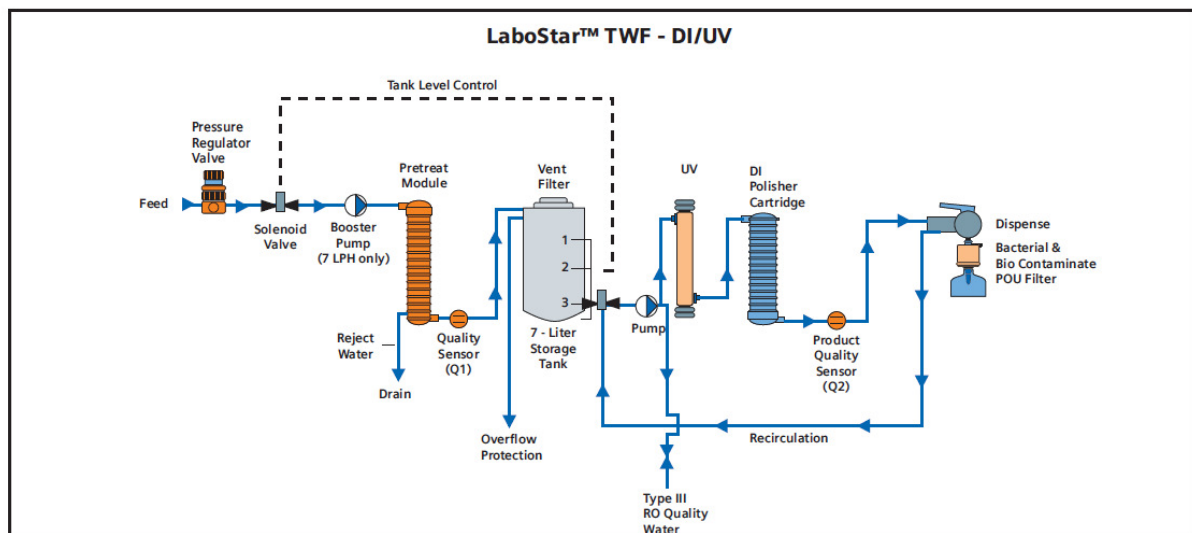 LaboStar™ TWF - DI/UV
Tank Level Control
Pressure
Regulator
Valve
Pretreat
Module
Vent
Filter
UV
DI
Polisher
Cartridge
Feed
Solenoid
Valve
Booster
Pump
(7 LPH only)
1
2
3
Dispense
Bacterial &
Bio Contaminate
POU Filter
Reject
Water
Quality
Sensor
(Q1)
7 - Liter
Storage
Tank
Pump
Product
Quality
Sensor
(Q2)
Drain
Overflow
Protection
Recirculation
Type III
RO Quality
Water